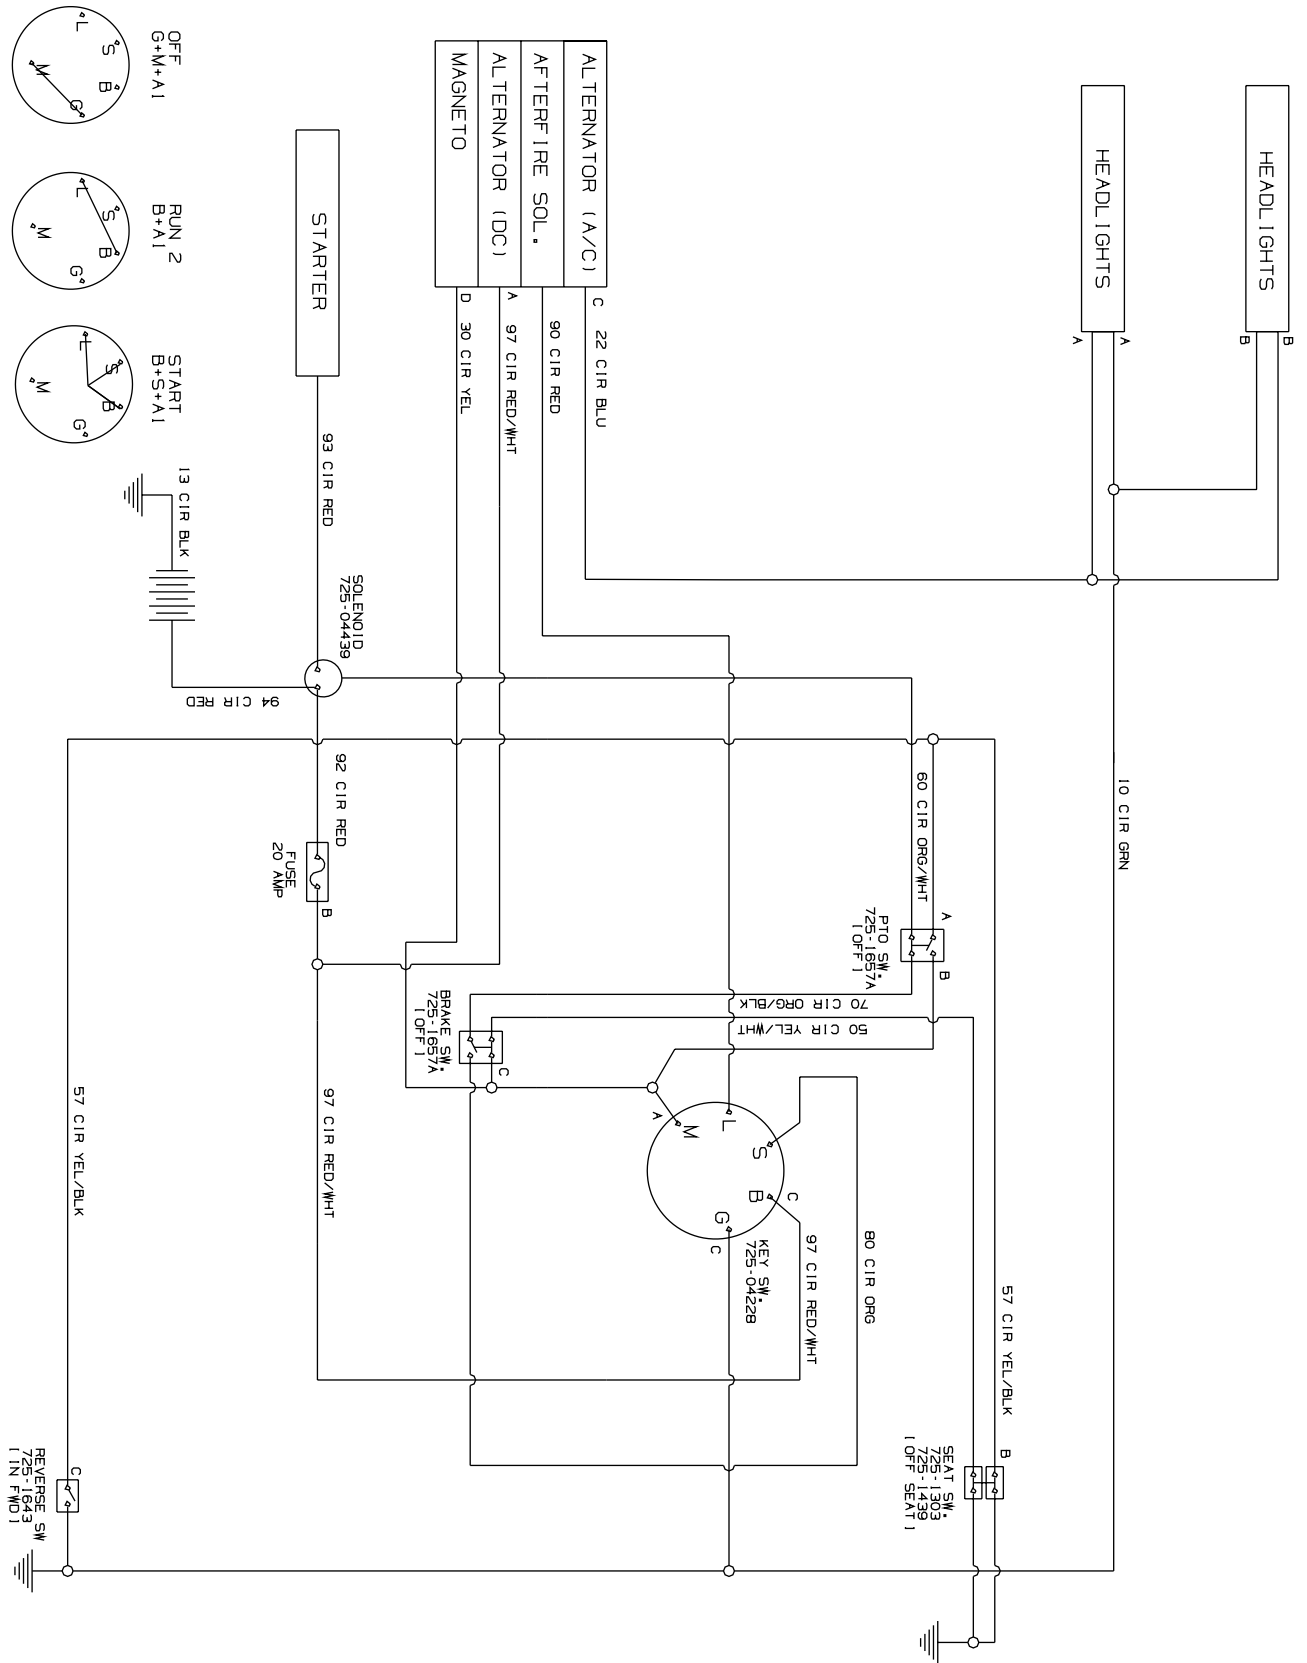 HEADLIGHTS
B
B
HEADLIGHTS
A
A
10 CIR GRN
ALTERNATOR (A/C)
AFTERFIRE SOL.
ALTERNATOR (DC)
MAGNETO
C
22 CIR BLU
90 CIR RED
A
97 CIR RED/WHT
D
30 CIR YEL
STARTER
93 CIR RED
SOLENOID
725-04439
13 CIR BLK
94 CIR RED
92 CIR RED
FUSE
20 AMP
B
97 CIR RED/WHT
57 CIR YEL/BLK
60 CIR ORG/WHT
A
B
PTO SW.
725-1657A
[OFF]
70 CIR ORG/BLK
50 CIR YEL/WHT
BRAKE SW.
725-1657A
[OFF]
C
A
M
L
S
B
G
C
C
KEY SW.
725-04228
97 CIR RED/WHT
80 CIR ORG
57 CIR YEL/BLK
B
SEAT SW.
725-1303
725-1439
[OFF SEAT]
C
REVERSE SW
725-1643
[IN FWD]
OFF
G+M+A1
L
S
B
M
G
RUN 2
B+A1
L
S
B
M
G
START
B+S+A1
L
S
B
M
G